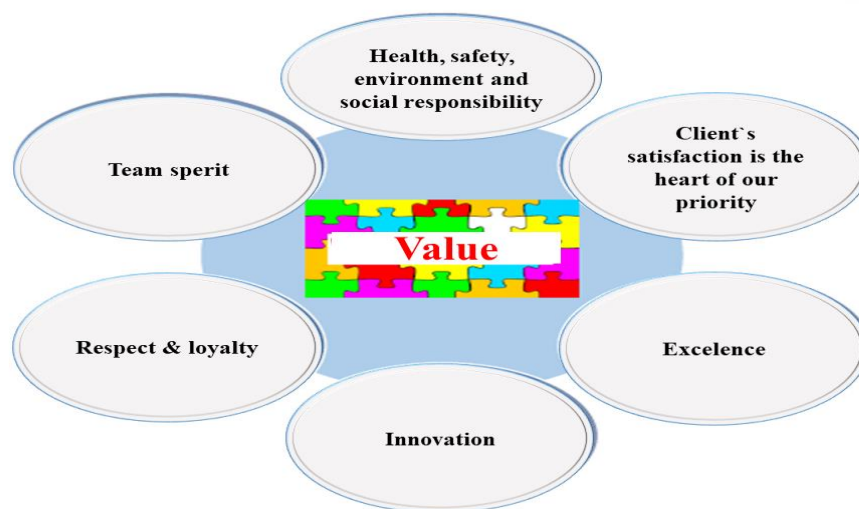 Health, safety,
environment and
social responsibility
Client`s
satisfaction is the
heart of our
priority
Team sperit
Value
Respect & loyalty
Excelence
Innovation